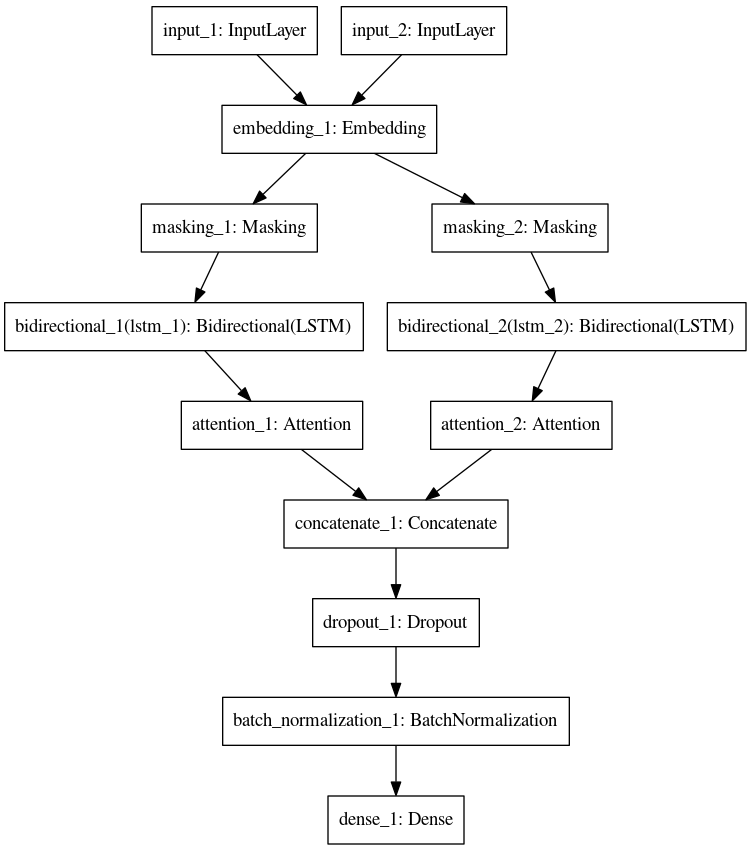 input_1: InputLayer
input_2: InputLayer
embedding_1: Embedding
masking_1: Masking
masking_2: Masking
bidirectional_1(lstm_1): Bidirectional(LSTM)
bidirectional_2(lstm_2): Bidirectional(LSTM)
attention_1: Attention
attention_2: Attention
concatenate_1: Concatenate
dropout_1: Dropout
batch_normalization_1: BatchNormalization
dense_1: Dense